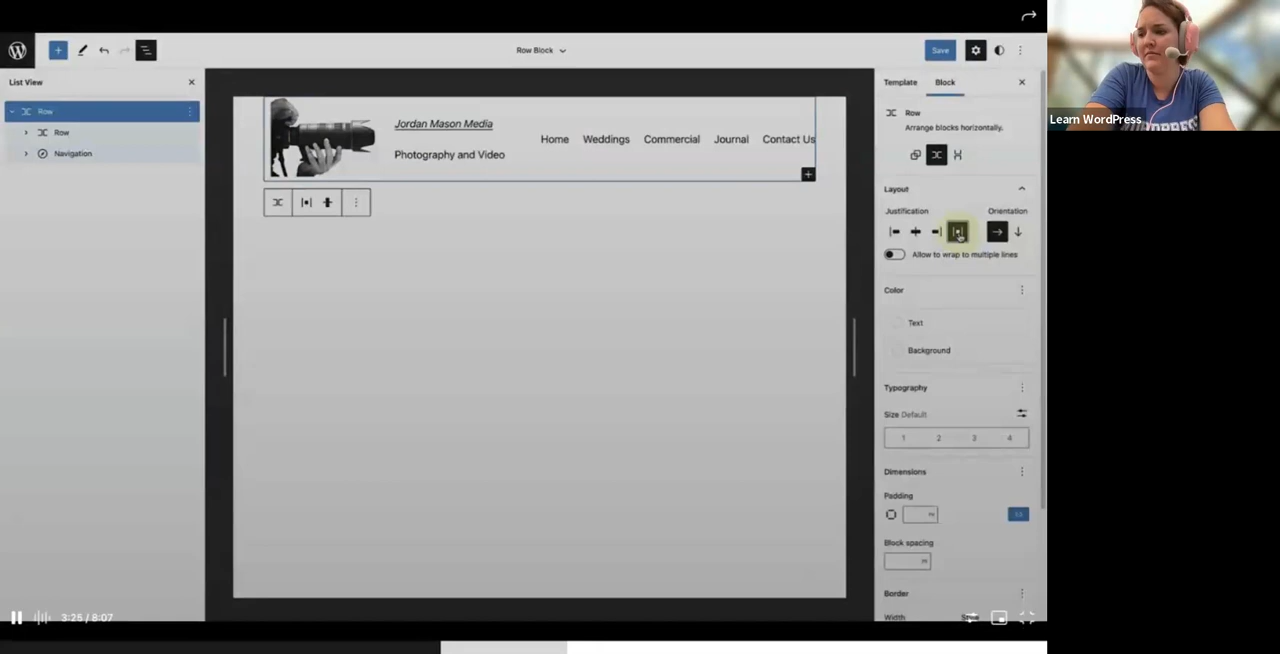 Row Block
Save
List View
Row
Row
Navigation
Jordan Mason Media
Photography and Video
Home Weddings Commercial Journal Contact Us
Template Block
Row
Arrange blocks horizontally.
Layout
Justification Orientation
Allow to wrap to multiple lines
Color
Text
Background
Typography
Size Default
1 2 3 4
Dimensions
Padding
Block spacing
Border
Width
3:25 / 8:07
Learn WordPress